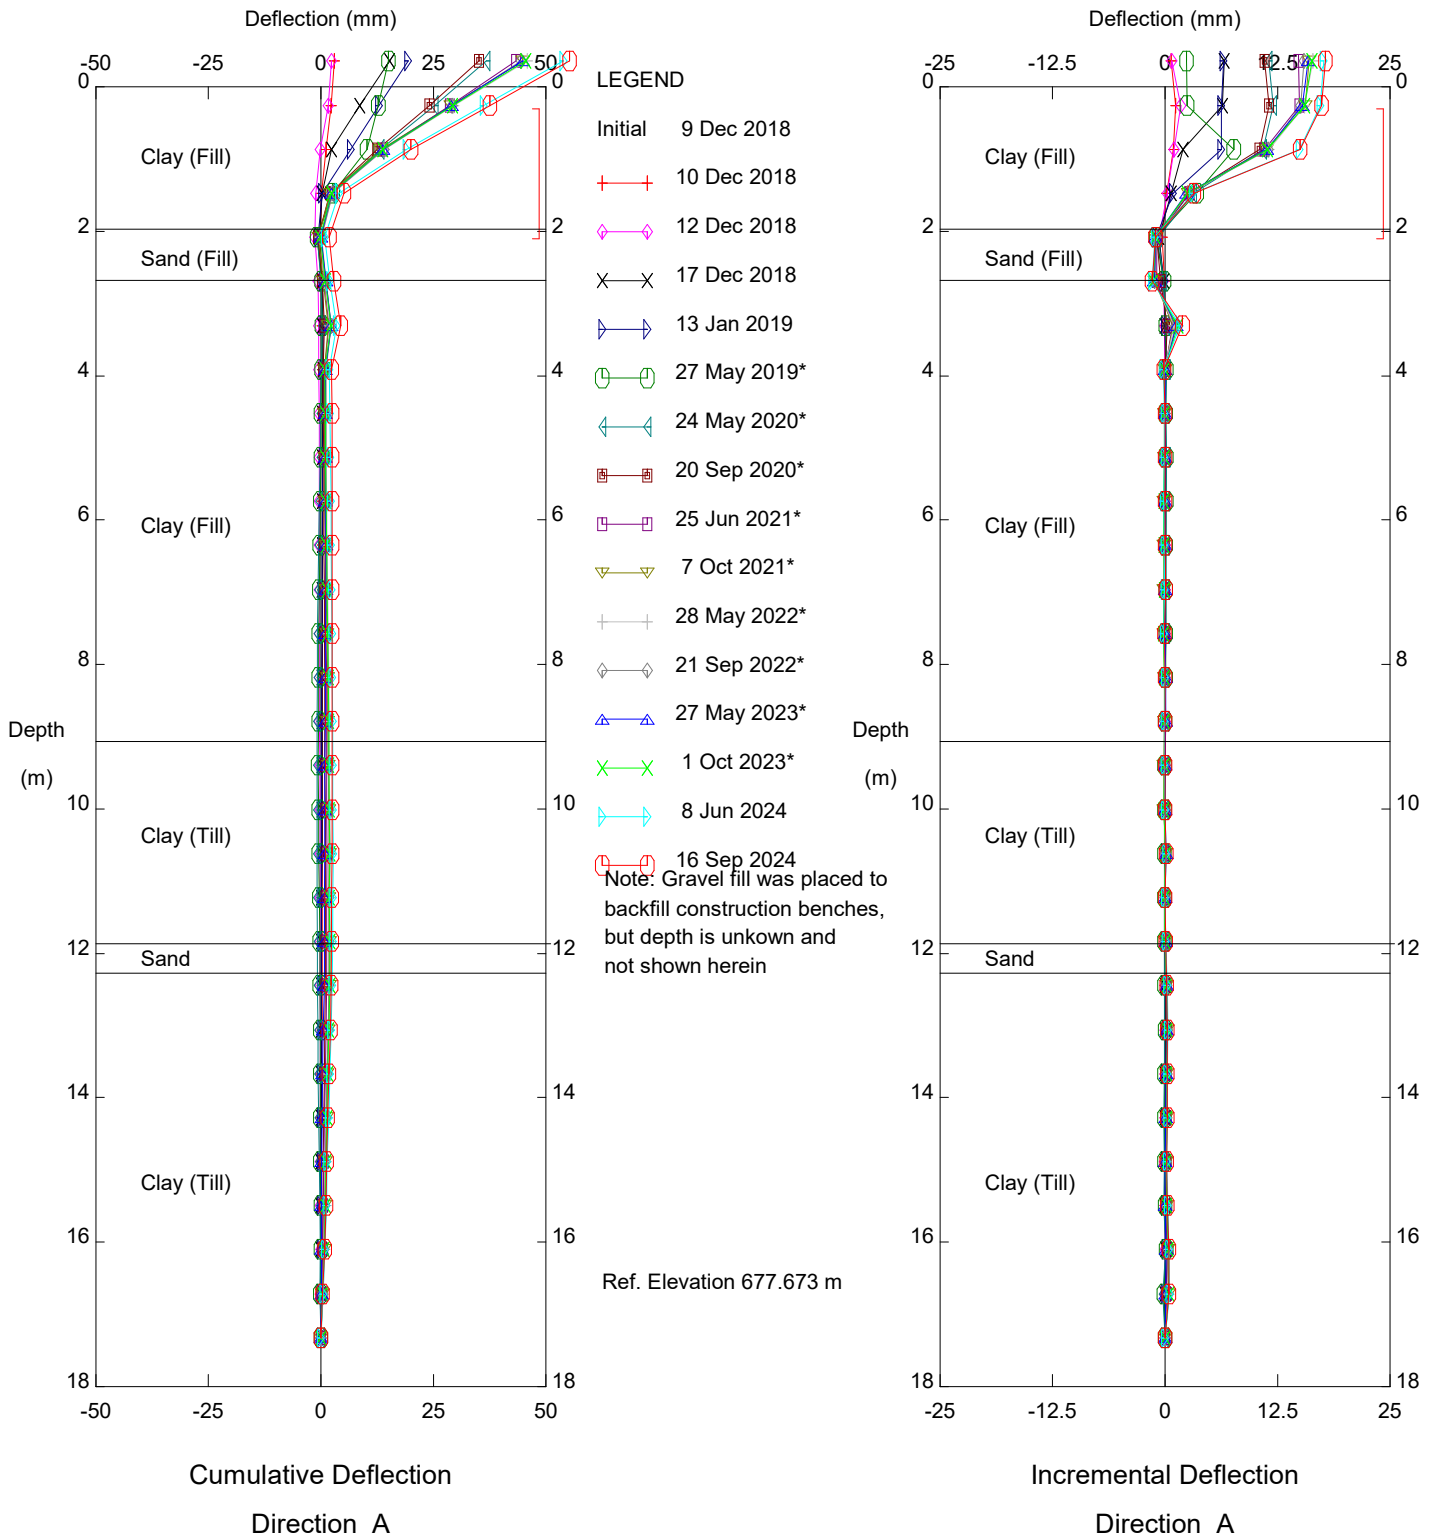 Deflection (mm)
-50 -25 0 25 50
0 0
Clay (Fill)
2 2
Sand (Fill)
4 4
Clay (Fill)
6 6
8 8
Depth
(m)
10 10
Clay (Till)
12 12
Sand
14 14
Clay (Till)
16 16
18 18
-50 -25 0 25 50
Cumulative Deflection
Direction A
LEGEND
Initial 9 Dec 2018
10 Dec 2018
12 Dec 2018
17 Dec 2018
13 Jan 2019
27 May 2019*
24 May 2020*
20 Sep 2020*
25 Jun 2021*
7 Oct 2021*
28 May 2022*
21 Sep 2022*
27 May 2023*
1 Oct 2023*
8 Jun 2024
16 Sep 2024
Note: Gravel fill was placed to
backfill construction benches,
but depth is unkown and
not shown herein
Ref. Elevation 677.673 m
Deflection (mm)
-25 -12.5 0 12.5 25
0 0
Clay (Fill)
2 2
Sand (Fill)
4 4
Clay (Fill)
6 6
8 8
Depth
(m)
10 10
Clay (Till)
12 12
Sand
14 14
Clay (Till)
16 16
18 18
-25 -12.5 0 12.5 25
Incremental Deflection
Direction A